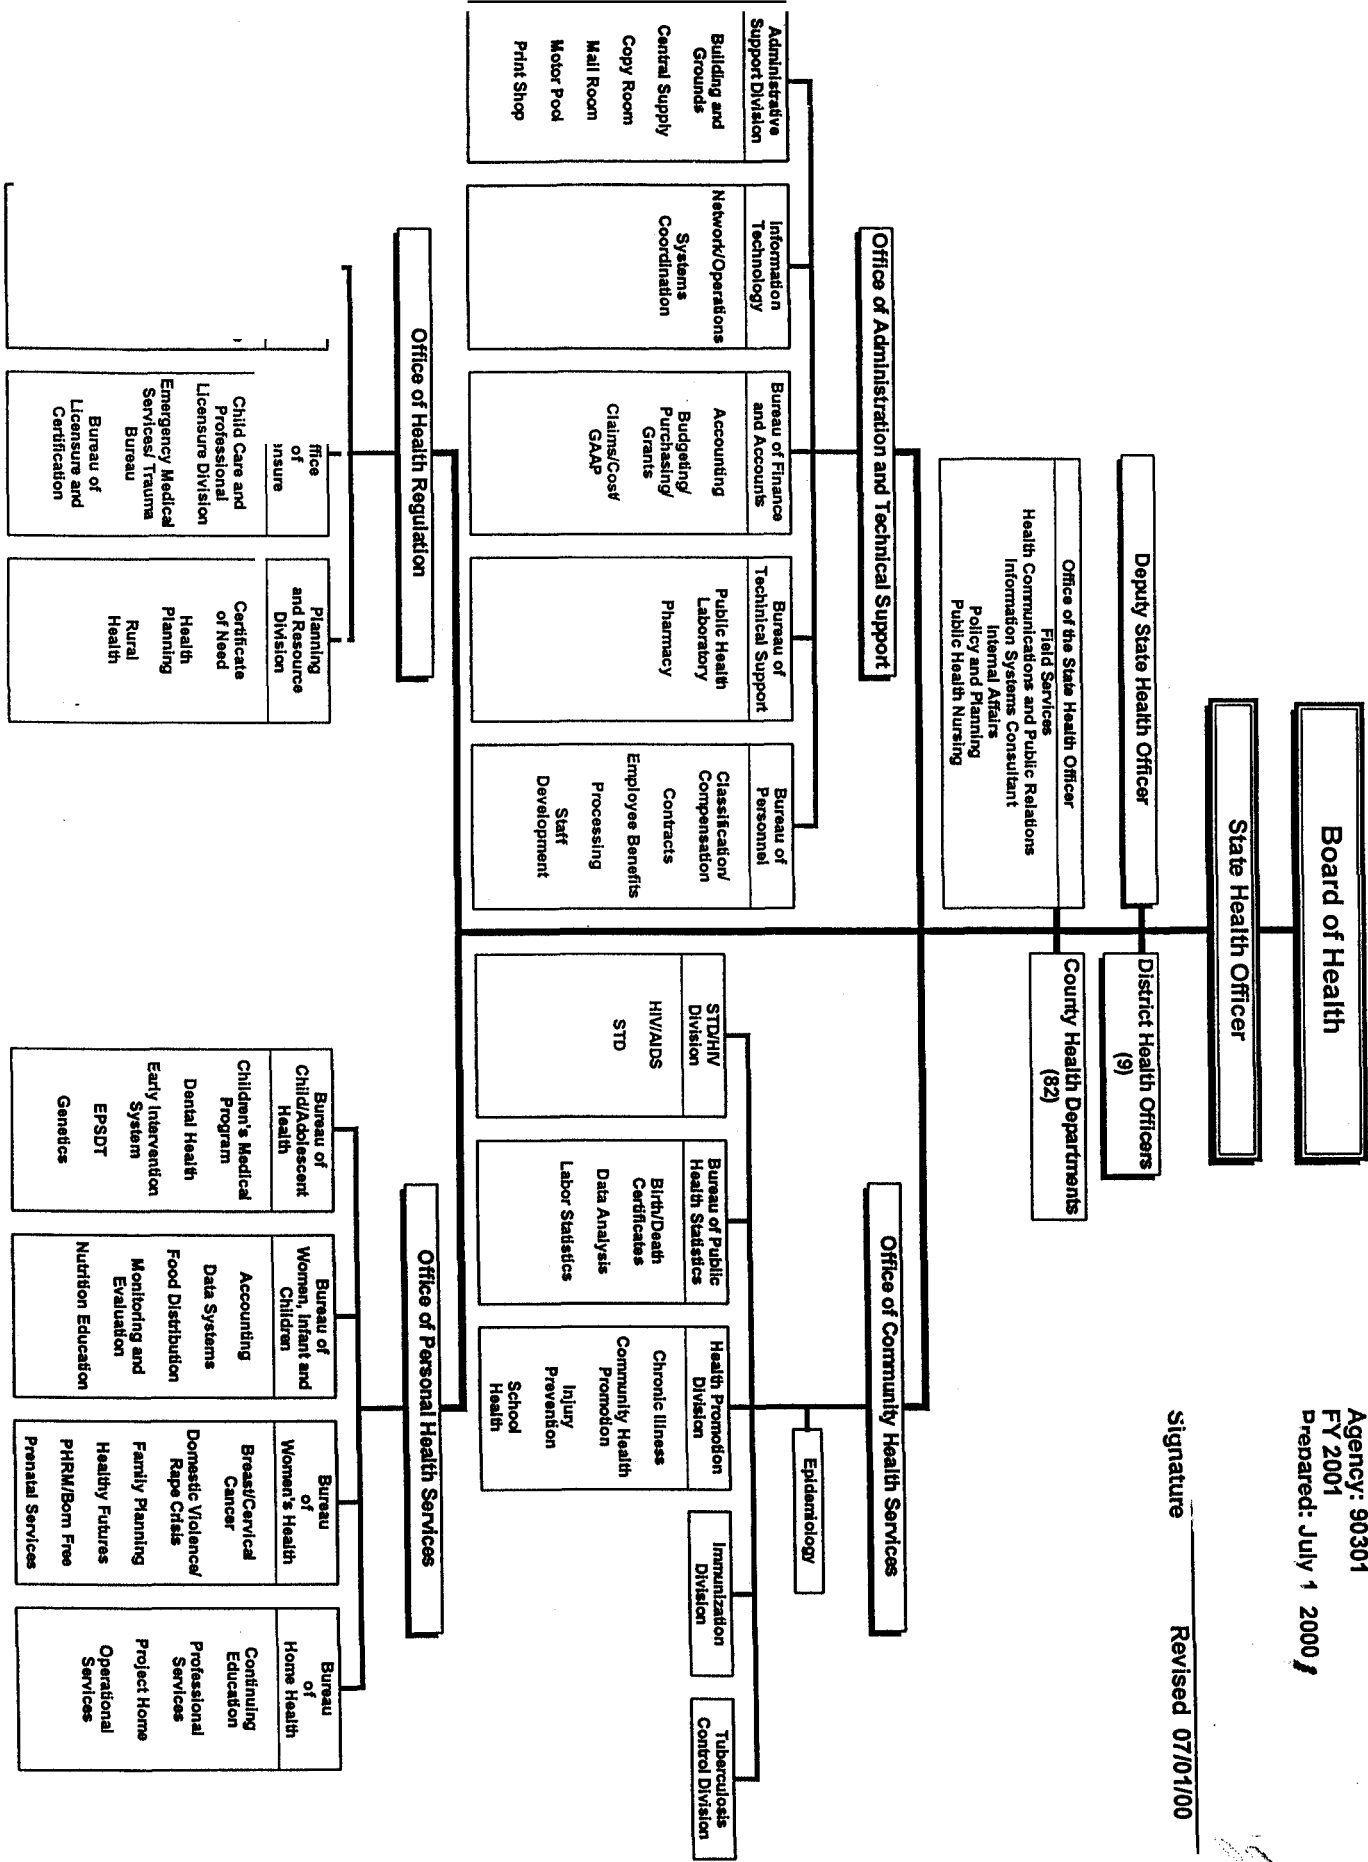 Agency: 90301
FY 2001
Prepared: July 1 2000
Signature
Revised 07/01/00
Board of Health
State Health Officer
Deputy State Health Officer
District Health Officers
(9)
Office of the State Health Officer
Field Services
Health Communications and Public Relations
Information Systems Consultant
Internal Affairs
Policy and Planning
Public Health Nursing
County Health Departments
(82)
Office of Administration and Technical Support
Administrative
Support Division
Building and
Grounds
Central Supply
Copy Room
Mail Room
Motor Pool
Print Shop
Information
Technology
Network/Operations
Systems
Coordination
Bureau of Finance
and Accounts
Accounting
Budgeting/
Purchasing/
Grants
Claims/Cost/
GAAP
Bureau of
Techinical Support
Public Health
Laboratory
Pharmacy
Bureau of
Personnel
Classification/
Compensation
Contracts
Employee Benefits
Processing
Staff
Development
Office of Community Health Services
Epidemiology
STD/HIV
Division
HIV/AIDS
STD
Bureau of Public
Health Statistics
Birth/Death
Certificates
Data Analysis
Labor Statistics
Health Promotion
Division
Chronic Illness
Community Health
Promotion
Injury
Prevention
School
Health
Immunization
Division
Tuberculosis
Control Division
Office of Health Regulation
ffice
of
nsure
Child Care and
Professional
Licensure Division
Emergency Medical
Services/ Trauma
Bureau
Bureau of
Licensure and
Certification
Planning
and Resource
Division
Certificate
of Need
Health
Planning
Rural
Health
Office of Personal Health Services
Bureau of
Child/Adolescent
Health
Children's Medical
Program
Dental Health
Early Intervention
System
EPSDT
Genetics
Bureau of
Women, Infant and
Children
Accounting
Data Systems
Food Distribution
Monitoring and
Evaluation
Nutrition Education
Bureau
of
Women's Health
Breast/Cervical
Cancer
Domestic Violence/
Rape Crisis
Family Planning
Healthy Futures
PHRM/Born Free
Prenatal Services
Bureau
of
Home Health
Continuing
Education
Professional
Services
Project Home
Operational
Services